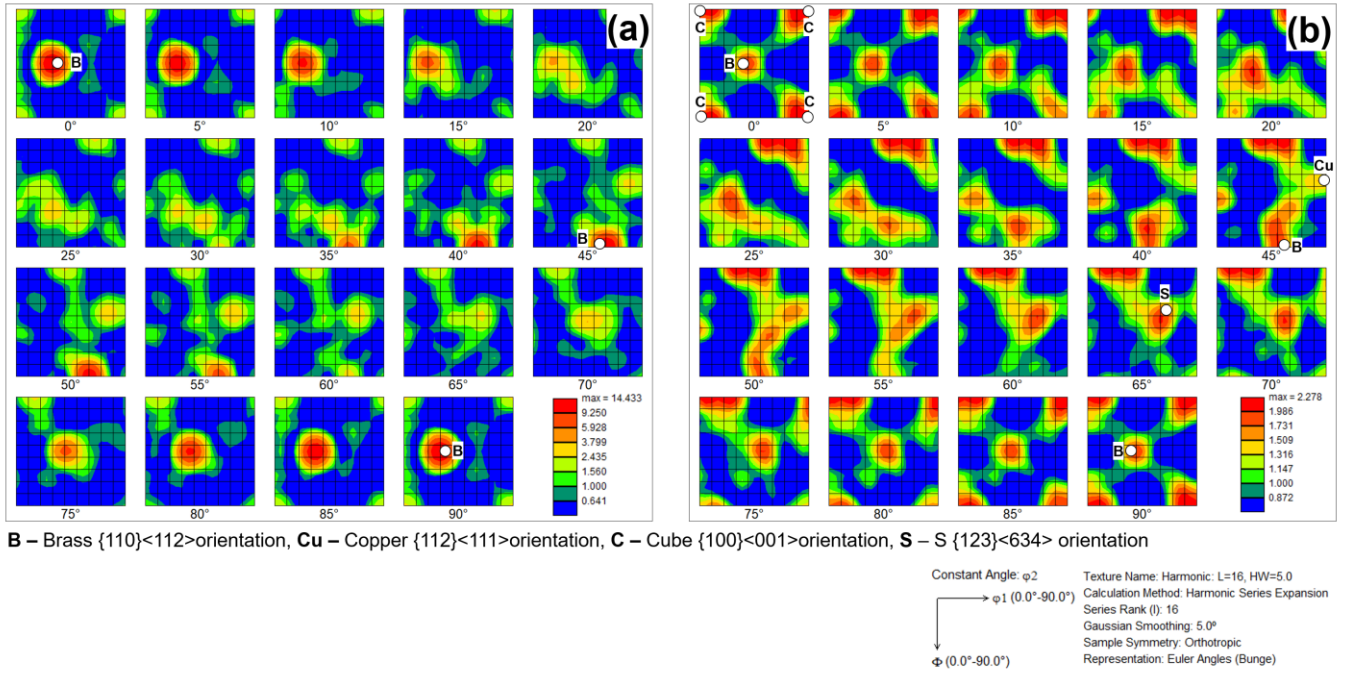 (a)
B
0° 5° 10° 15° 20°
B
25° 30° 35° 40° 45°
50° 55° 60° 65° 70°
max = 14.433
9.250
5.928
3.799
2.435
1.560
1.000
0.641
B
75° 80° 85° 90°
(b)
C C
B
C C
0° 5° 10° 15° 20°
Cu
B
25° 30° 35° 40° 45°
S
50° 55° 60° 65° 70°
max = 2.278
1.986
1.731
1.509
1.316
1.147
1.000
0.872
B
75° 80° 85° 90°
B – Brass {110}<112>orientation, Cu – Copper {112}<111>orientation, C – Cube {100}<001>orientation, S – S {123}<634> orientation
Constant Angle: φ2
φ1 (0.0°-90.0°)
Φ (0.0°-90.0°)
Texture Name: Harmonic: L=16, HW=5.0
Calculation Method: Harmonic Series Expansion
Series Rank (l): 16
Gaussian Smoothing: 5.0º
Sample Symmetry: Orthotropic
Representation: Euler Angles (Bunge)